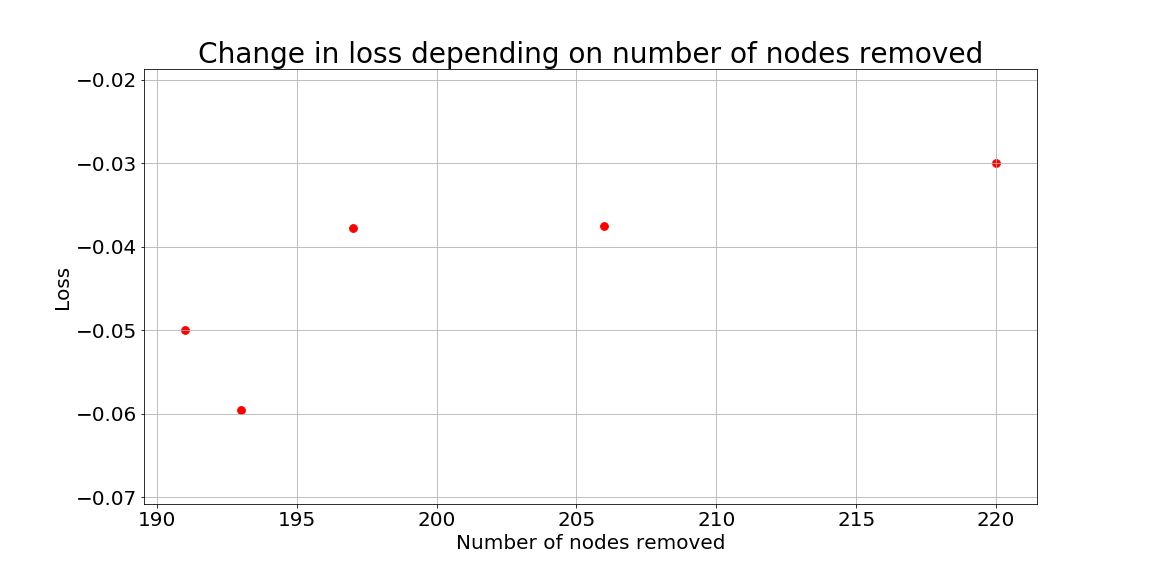 Change in loss depending on number of nodes removed
−0.02
−0.03
−0.04
−0.05
−0.06
−0.07
Loss
190 195 200 205 210 215 220
Number of nodes removed